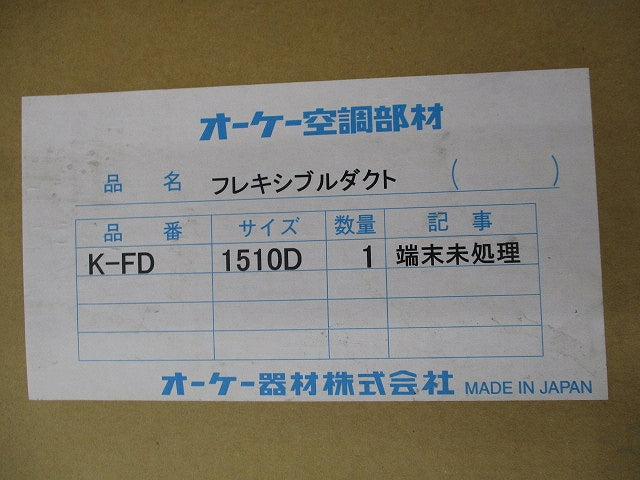 オーケー空調部材
品 名 フレキシブルダクト ( )
品 番 サイズ 数量 記 事
K-FD 1510D 1 端末未処理
オーケー器材株式会社 MADE IN JAPAN